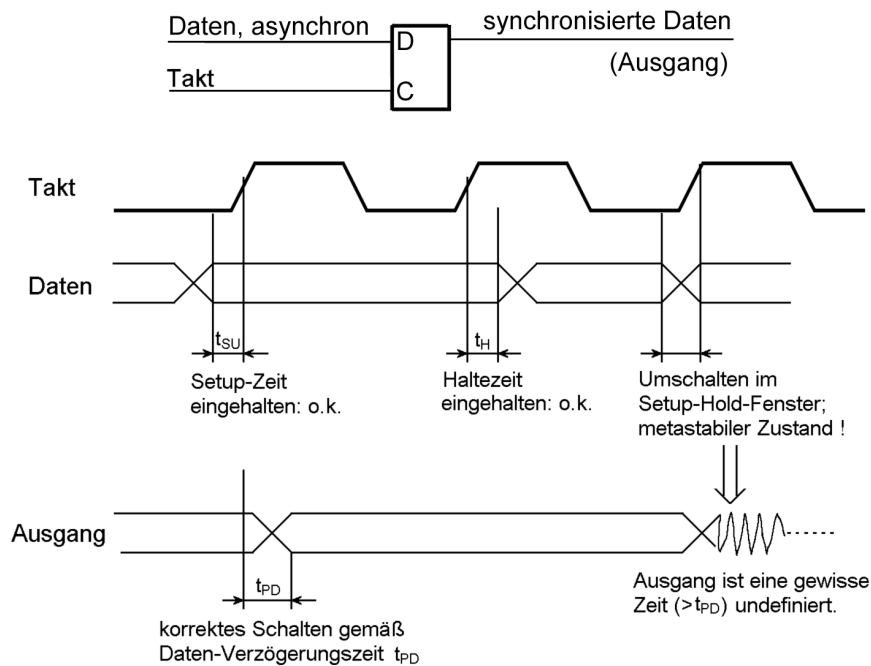 Daten, asynchron
D
synchronisierte Daten
(Ausgang)
Takt
C
Takt
Daten
tSU
tH
Setup-Zeit
eingehalten: o.k.
Haltezeit
eingehalten: o.k.
Umschalten im
Setup-Hold-Fenster;
metastabiler Zustand !
Ausgang
tPD
Ausgang ist eine gewisse
Zeit (>tPD) undefiniert.
korrektes Schalten gemäß
Daten-Verzögerungszeit tPD